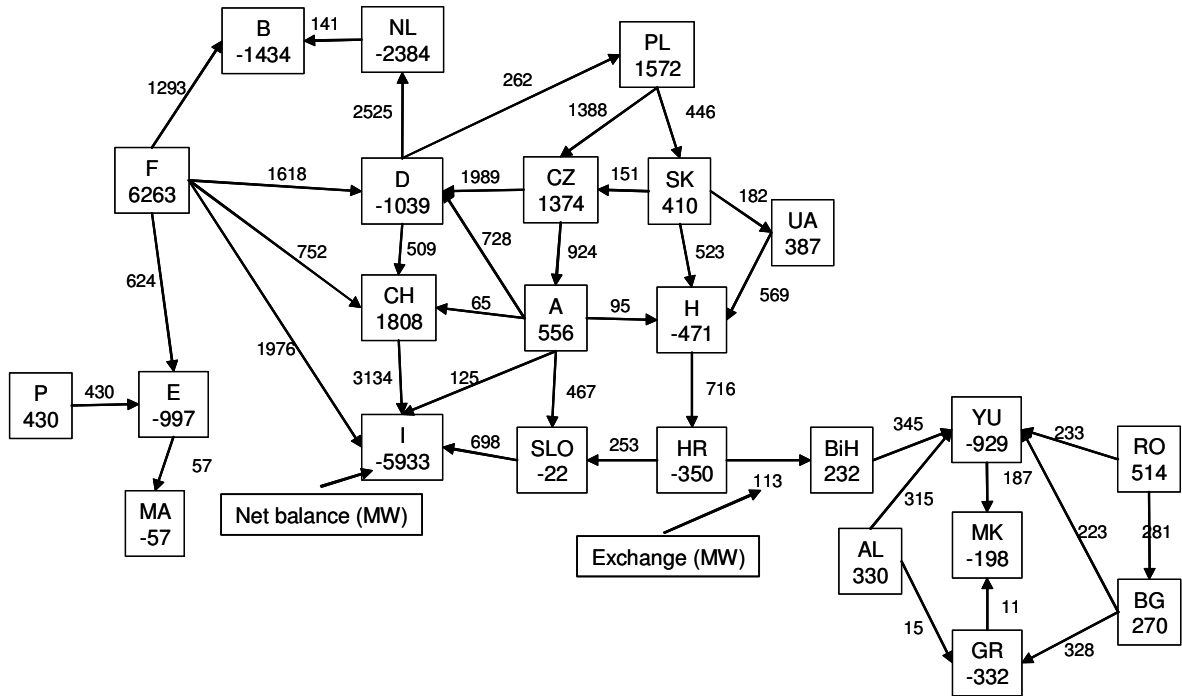 B
-1434
141
NL
-2384
PL
1572
1293
2525
262
1388
446
F
6263
1618
D
-1039
1989
CZ
1374
151
SK
410
182
UA
387
752
509
728
924
523
569
624
CH
1808
65
A
556
95
H
-471
1976
3134
125
467
716
P
430
430
E
-997
57
MA
-57
I
-5933
698
SLO
-22
253
HR
-350
113
BiH
232
345
YU
-929
233
RO
514
Net balance (MW)
Exchange (MW)
315
187
AL
330
MK
-198
223
281
15
11
BG
270
GR
-332
328